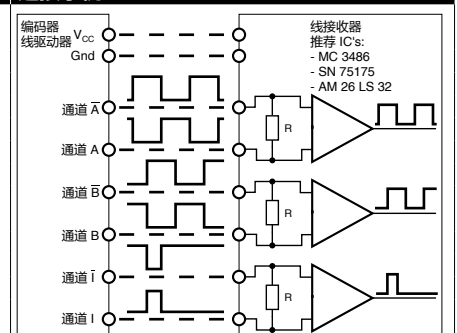 编码器
线驱动器
VCC
Gnd
通道 A̅
通道 A
通道 B̅
通道 B
通道 I̅
通道 I
线接收器
推荐 IC's:
- MC 3486
- SN 75175
- AM 26 LS 32
R
R
R